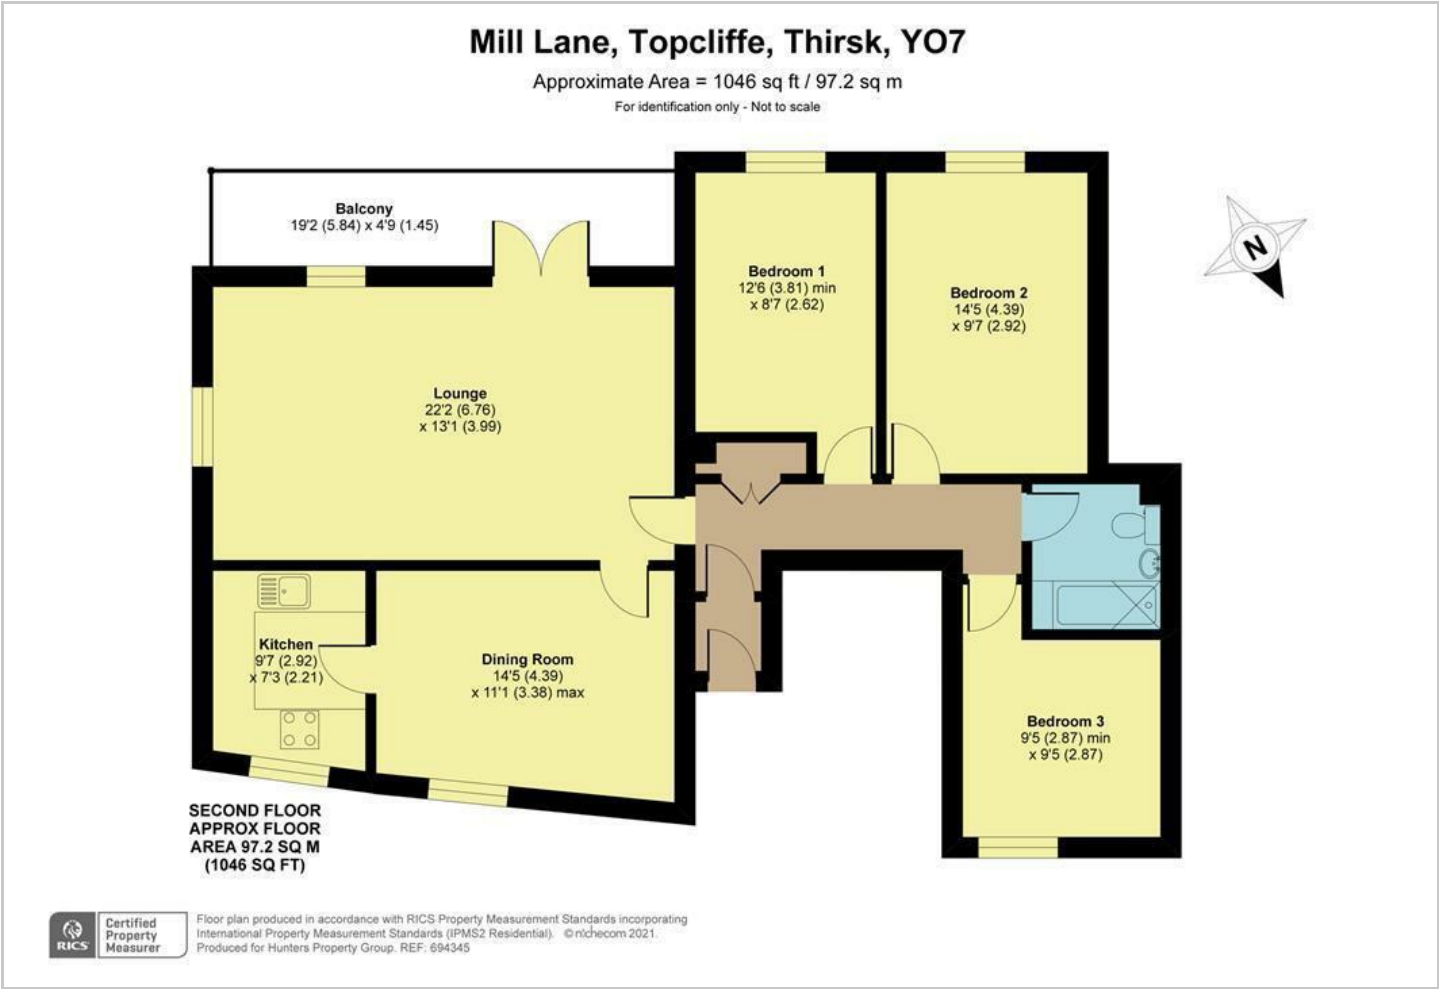 Mill Lane, Topcliffe, Thirsk, YO7
Approximate Area = 1046 sq ft / 97.2 sq m
For identification only - Not to scale
Balcony
19'2 (5.84) x 4'9 (1.45)
Bedroom 1
12'6 (3.81) min
x 8'7 (2.62)
Bedroom 2
14'5 (4.39)
x 9'7 (2.92)
N
Lounge
22'2 (6.76)
x 13'1 (3.99)
Kitchen
9'7 (2.92)
x 7'3 (2.21)
Dining Room
14'5 (4.39)
x 11'1 (3.38) max
Bedroom 3
9'5 (2.87) min
x 9'5 (2.87)
SECOND FLOOR
APPROX FLOOR
AREA 97.2 SQ M
(1046 SQ FT)
RICS
Certified
Property
Measurer
Floor plan produced in accordance with RICS Property Measurement Standards incorporating
International Property Measurement Standards (IPMS2 Residential). © nichecom 2021.
Produced for Hunters Property Group. REF: 694345